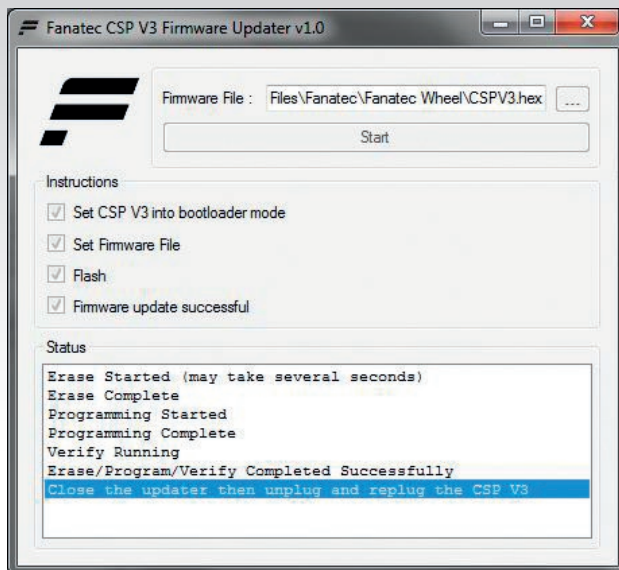 Fanatec CSP V3 Firmware Updater v1.0
Firmware File : Files\Fanatec\Fanatec Wheel\CSPV3.hex ...
Start
Instructions
Set CSP V3 into bootloader mode
Set Firmware File
Flash
Firmware update successful
Status
Erase Started (may take several seconds)
Erase Complete
Programming Started
Programming Complete
Verify Running
Erase/Program/Verify Completed Successfully
Close the updater then unplug and replug the CSP V3